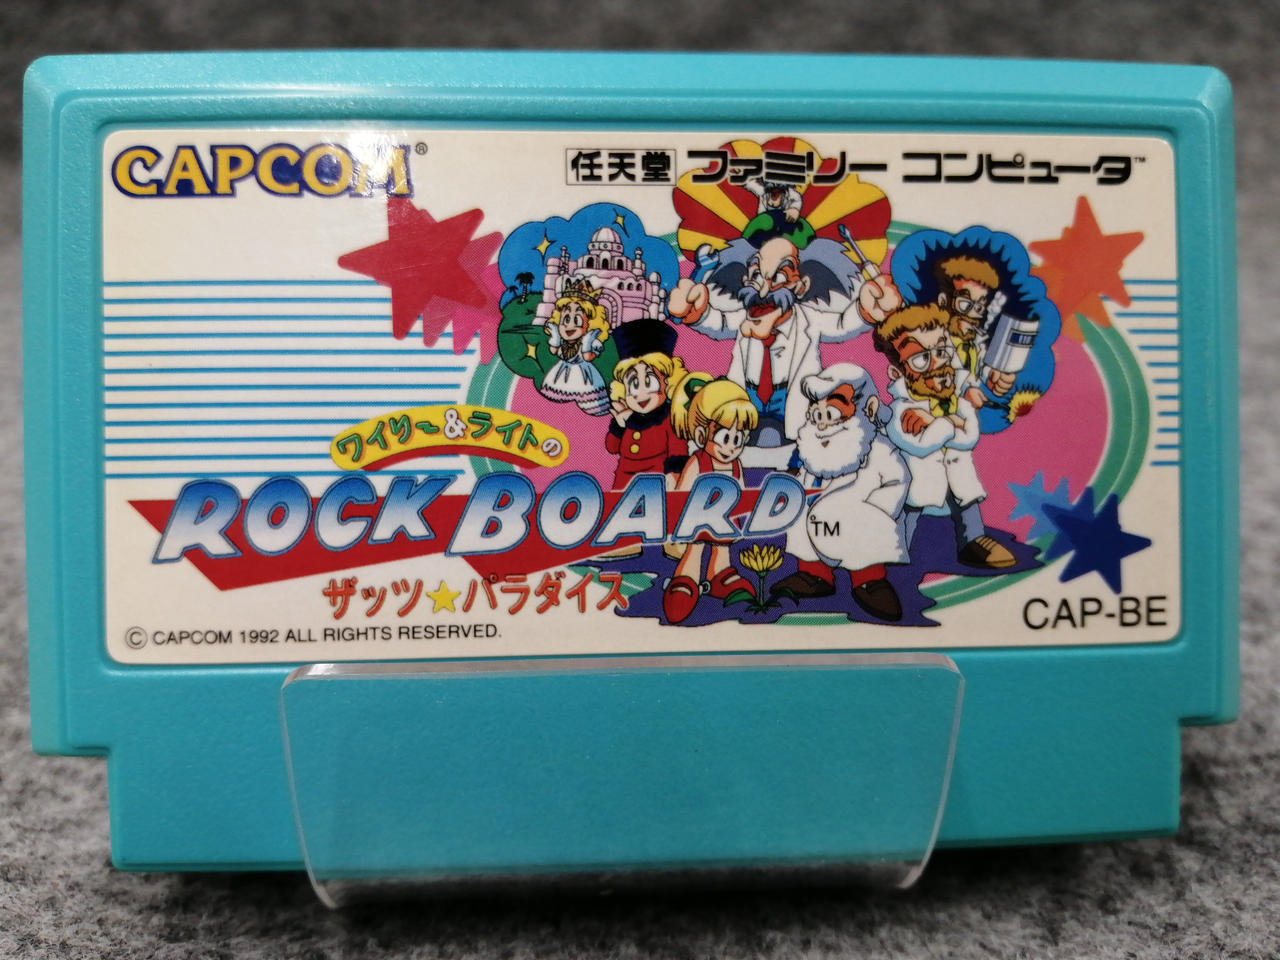 CAPCOM®
任天堂 ファミリー コンピュータ™
ワイリー&ライトの
ROCK BOARD™
ザッツ☆パラダイス
© CAPCOM 1992 ALL RIGHTS RESERVED.
CAP-BE